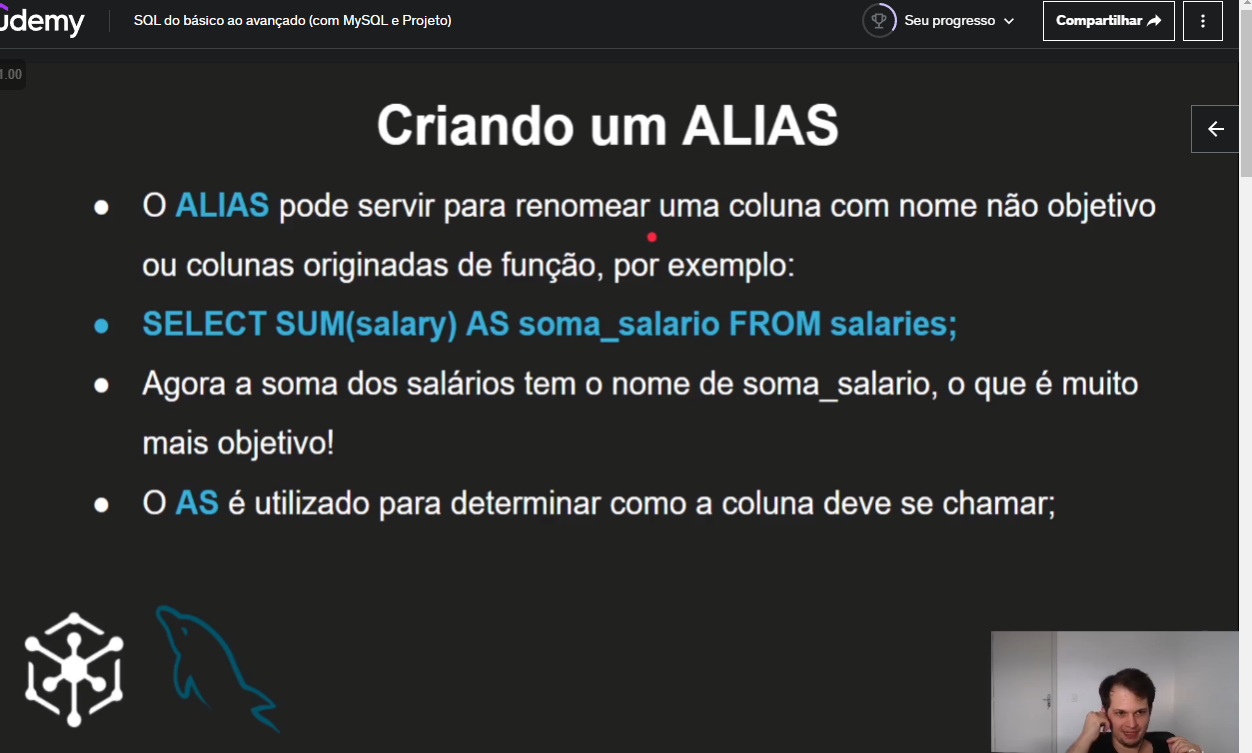 udemy
SQL do básico ao avançado (com MySQL e Projeto)
Seu progresso
Compartilhar
1.00
Criando um ALIAS
● O ALIAS pode servir para renomear uma coluna com nome não objetivo
ou colunas originadas de função, por exemplo:
● SELECT SUM(salary) AS soma_salario FROM salaries;
● Agora a soma dos salários tem o nome de soma_salario, o que é muito
mais objetivo!
● O AS é utilizado para determinar como a coluna deve se chamar;